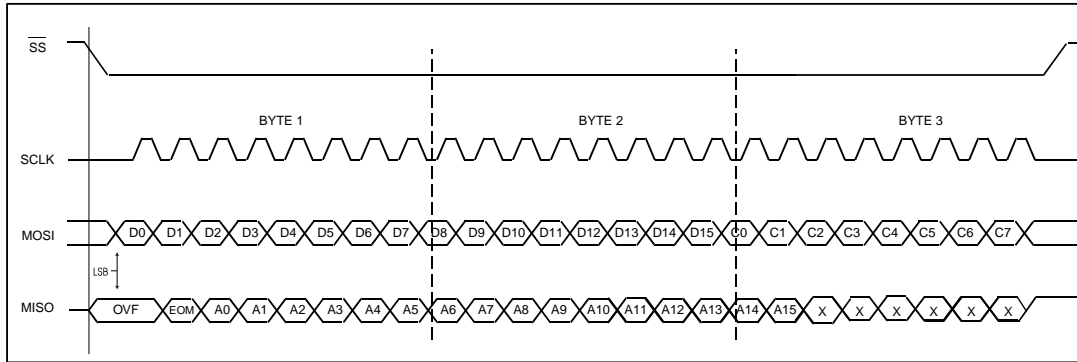 SS
BYTE 1 BYTE 2 BYTE 3
SCLK
MOSI D0 D1 D2 D3 D4 D5 D6 D7 D8 D9 D10 D11 D12 D13 D14 D15 C0 C1 C2 C3 C4 C5 C6 C7
LSB
MISO OVF EOM A0 A1 A2 A3 A4 A5 A6 A7 A8 A9 A10 A11 A12 A13 A14 A15 X X X X X X